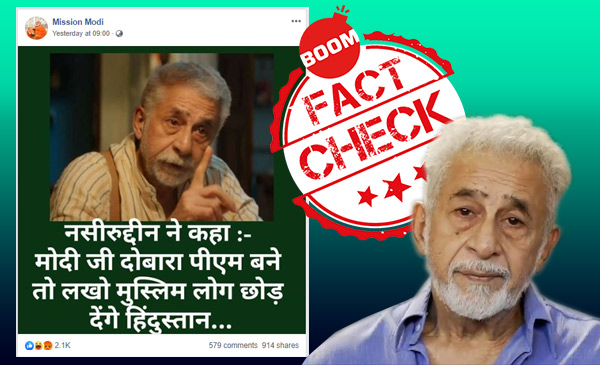 Mission Modi
Yesterday at 09:00 ·
नसीरुद्दीन ने कहा :-
मोदी जी दोबारा पीएम बने
तो लखो मुस्लिम लोग छोड़
देंगे हिंदुस्तान...
2.1K
579 comments 914 shares
BOOM
FACT
CHECK